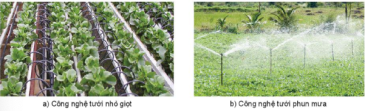 a) Công nghệ tưới nhỏ giọt
b) Công nghệ tưới phun mưa